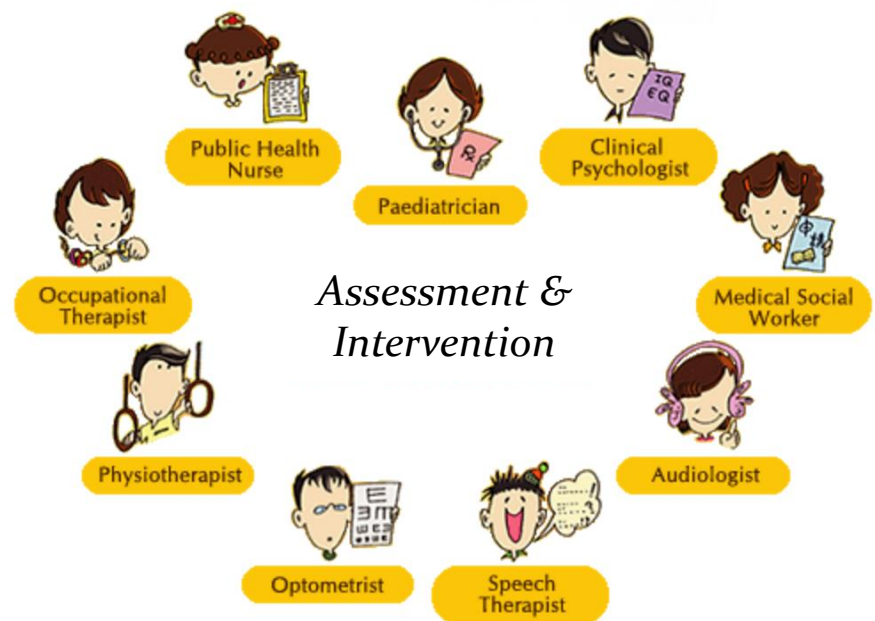 Public Health
Nurse
Paediatrician
IQ
EQ
Clinical
Psychologist
Occupational
Therapist
Assessment &
Intervention
Medical Social
Worker
Physiotherapist
Audiologist
Optometrist
Speech
Therapist